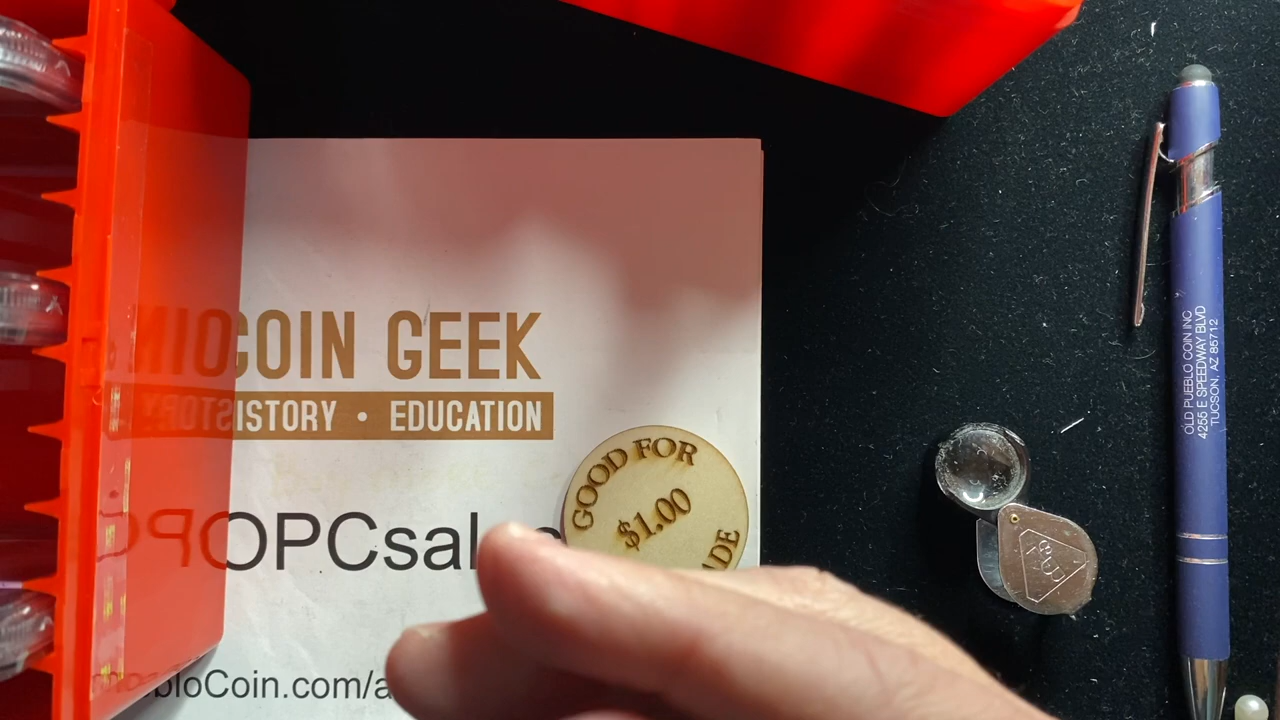 COIN GEEK
ISTORY • EDUCATION
OPCsal
bloCoin.com/a
GOOD FOR
$1.00
DE
OLD PUEBLO COIN INC
4255 E SPEEDWAY BLVD
TUCSON, AZ 85712